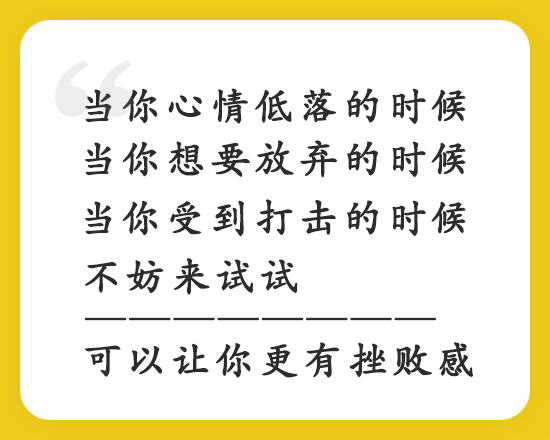 当你心情低落的时候
当你想要放弃的时候
当你受到打击的时候
不妨来试试
————————
可以让你更有挫败感